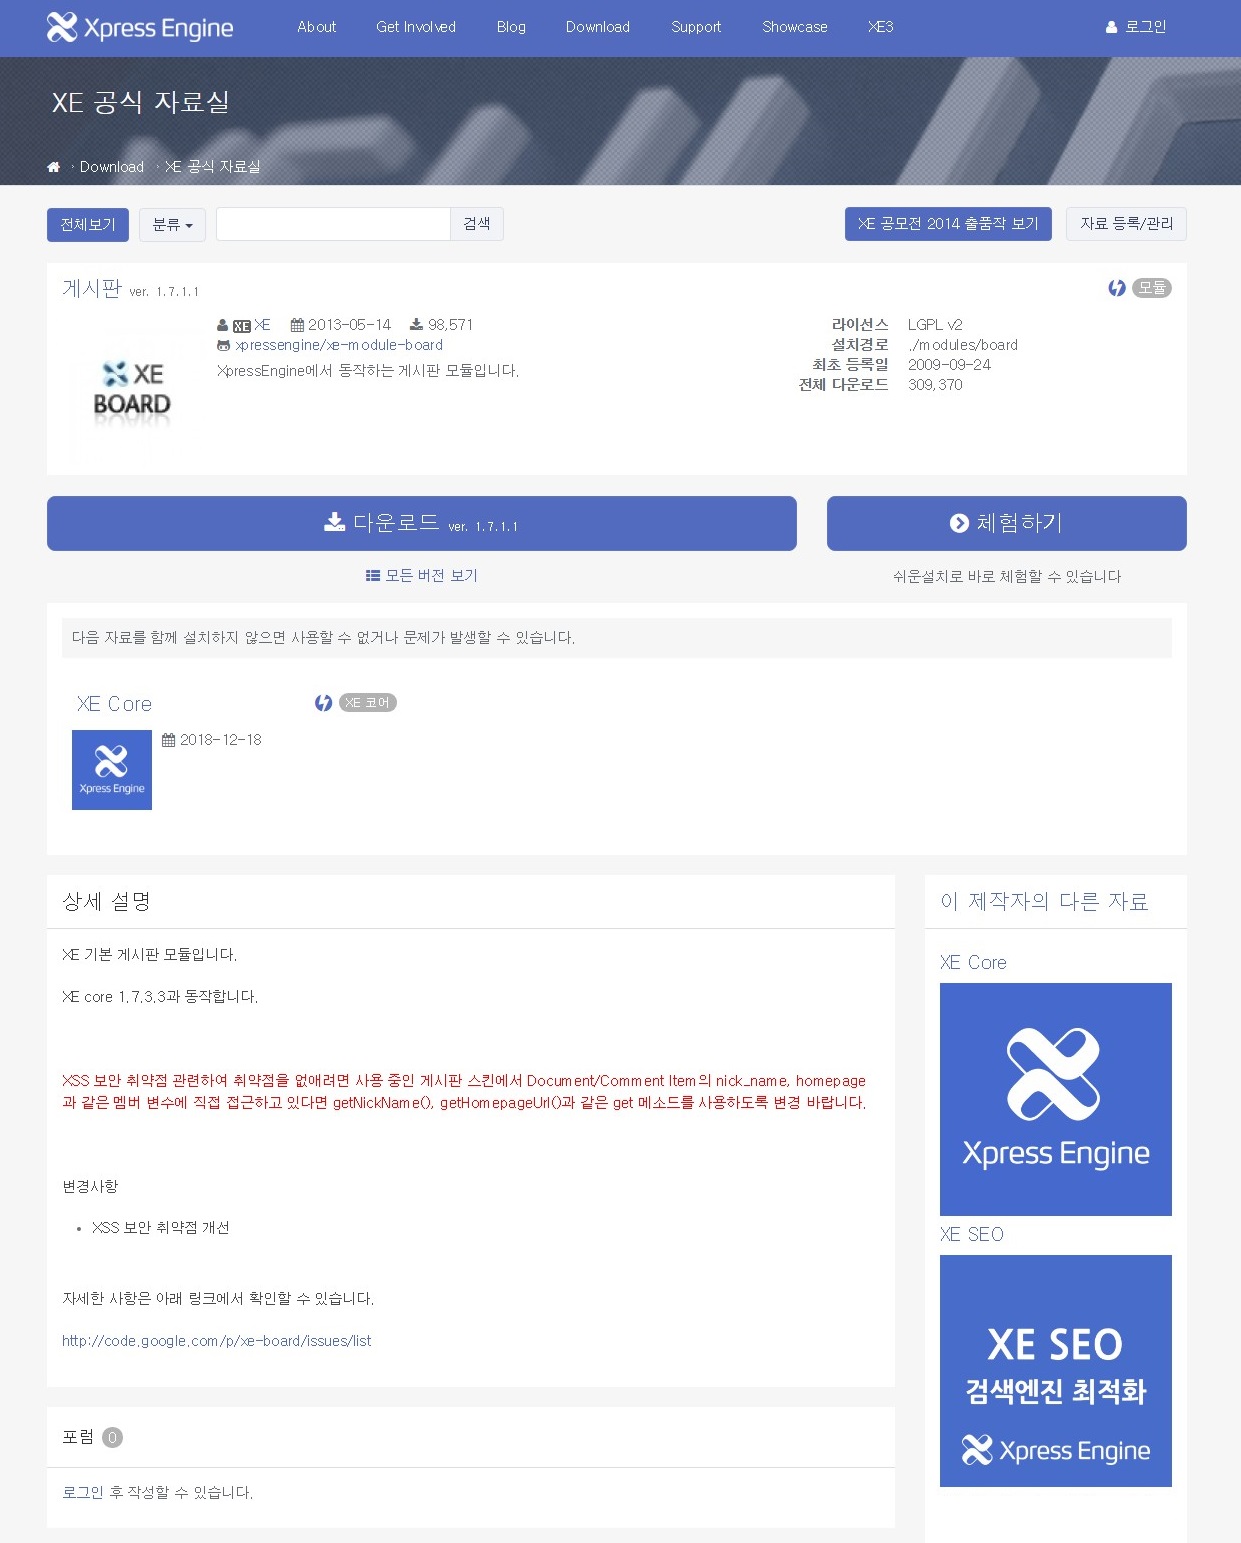 Xpress Engine About Get Involved Blog Download Support Showcase XE3 로그인
XE 공식 자료실
Download XE 공식 자료실
전체보기 분류 검색 XE 공모전 2014 출품작 보기 자료 등록/관리
게시판 ver. 1.7.1.1 모듈
XE XE 2013-05-14 98,571
xpressengine/xe-module-board
XpressEngine에서 동작하는 게시판 모듈입니다.
라이선스 LGPL v2
설치경로 ./modules/board
최초 등록일 2009-09-24
전체 다운로드 309,370
XE
BOARD
다운로드 ver. 1.7.1.1 체험하기
모든 버전 보기 쉬운설치로 바로 체험할 수 있습니다
다음 자료를 함께 설치하지 않으면 사용할 수 없거나 문제가 발생할 수 있습니다.
XE Core XE 코어
2018-12-18
Xpress Engine
상세 설명
XE 기본 게시판 모듈입니다.
XE core 1.7.3.3과 동작합니다.
XSS 보안 취약점 관련하여 취약점을 없애려면 사용 중인 게시판 스킨에서 Document/Comment Item의 nick_name, homepage
과 같은 멤버 변수에 직접 접근하고 있다면 getNickName(), getHomepageUrl()과 같은 get 메소드를 사용하도록 변경 바랍니다.
변경사항
XSS 보안 취약점 개선
자세한 사항은 아래 링크에서 확인할 수 있습니다.
http://code.google.com/p/xe-board/issues/list
포럼 0
로그인 후 작성할 수 있습니다.
이 제작자의 다른 자료
XE Core
Xpress Engine
XE SEO
XE SEO
검색엔진 최적화
Xpress Engine